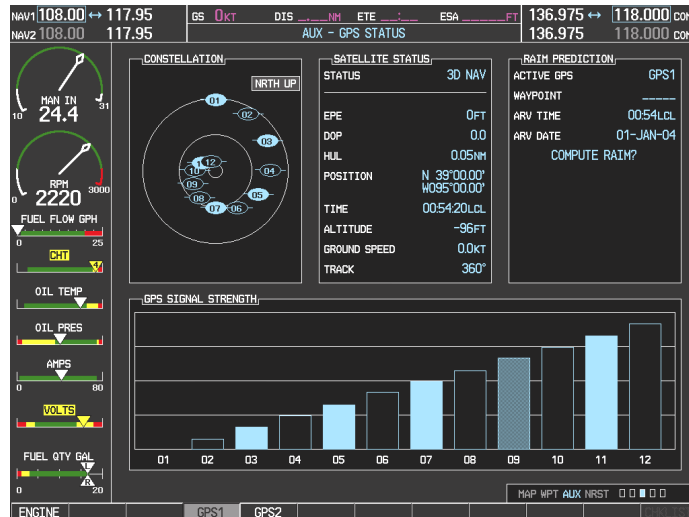 NAV1 108.00 ↔ 117.95 GS 0KT DIS __.__NM ETE __:__ ESA _____FT 136.975 ↔ 118.000 COM
NAV2 108.00 117.95 AUX - GPS STATUS 136.975 118.000 COM
MAN IN
24.4
10 31
RPM
2220
0 3000
FUEL FLOW GPH
0 25
CHT
4
OIL TEMP
OIL PRES
AMPS
0 80
VOLTS
FUEL QTY GAL
L
R
0 20
CONSTELLATION
NRTH UP
01
02
03
12
10
04
09
08
05
07 06
SATELLITE STATUS
STATUS 3D NAV
EPE 0FT
DOP 0.0
HUL 0.05NM
POSITION N 39°00.00'
W095°00.00'
TIME 00:54:20LCL
ALTITUDE -96FT
GROUND SPEED 0.0KT
TRACK 360°
RAIM PREDICTION
ACTIVE GPS GPS1
WAYPOINT _____
ARV TIME 00:54LCL
ARV DATE 01-JAN-04
COMPUTE RAIM?
GPS SIGNAL STRENGTH
01 02 03 04 05 06 07 08 09 10 11 12
MAP WPT AUX NRST
ENGINE GPS1 GPS2 CHKLIST